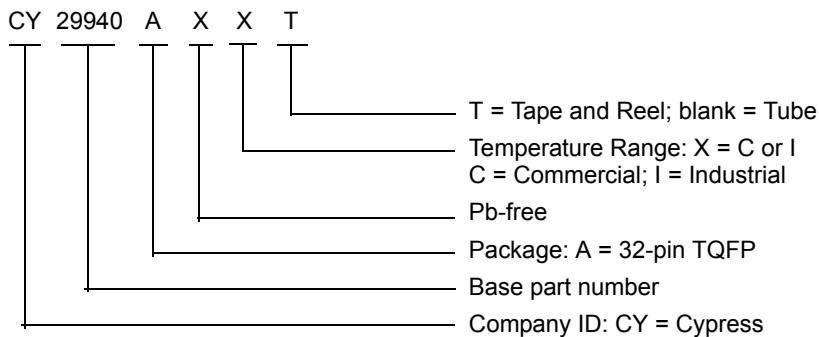 CY 29940 A X X T
T = Tape and Reel; blank = Tube
Temperature Range: X = C or I
C = Commercial; I = Industrial
Pb-free
Package: A = 32-pin TQFP
Base part number
Company ID: CY = Cypress